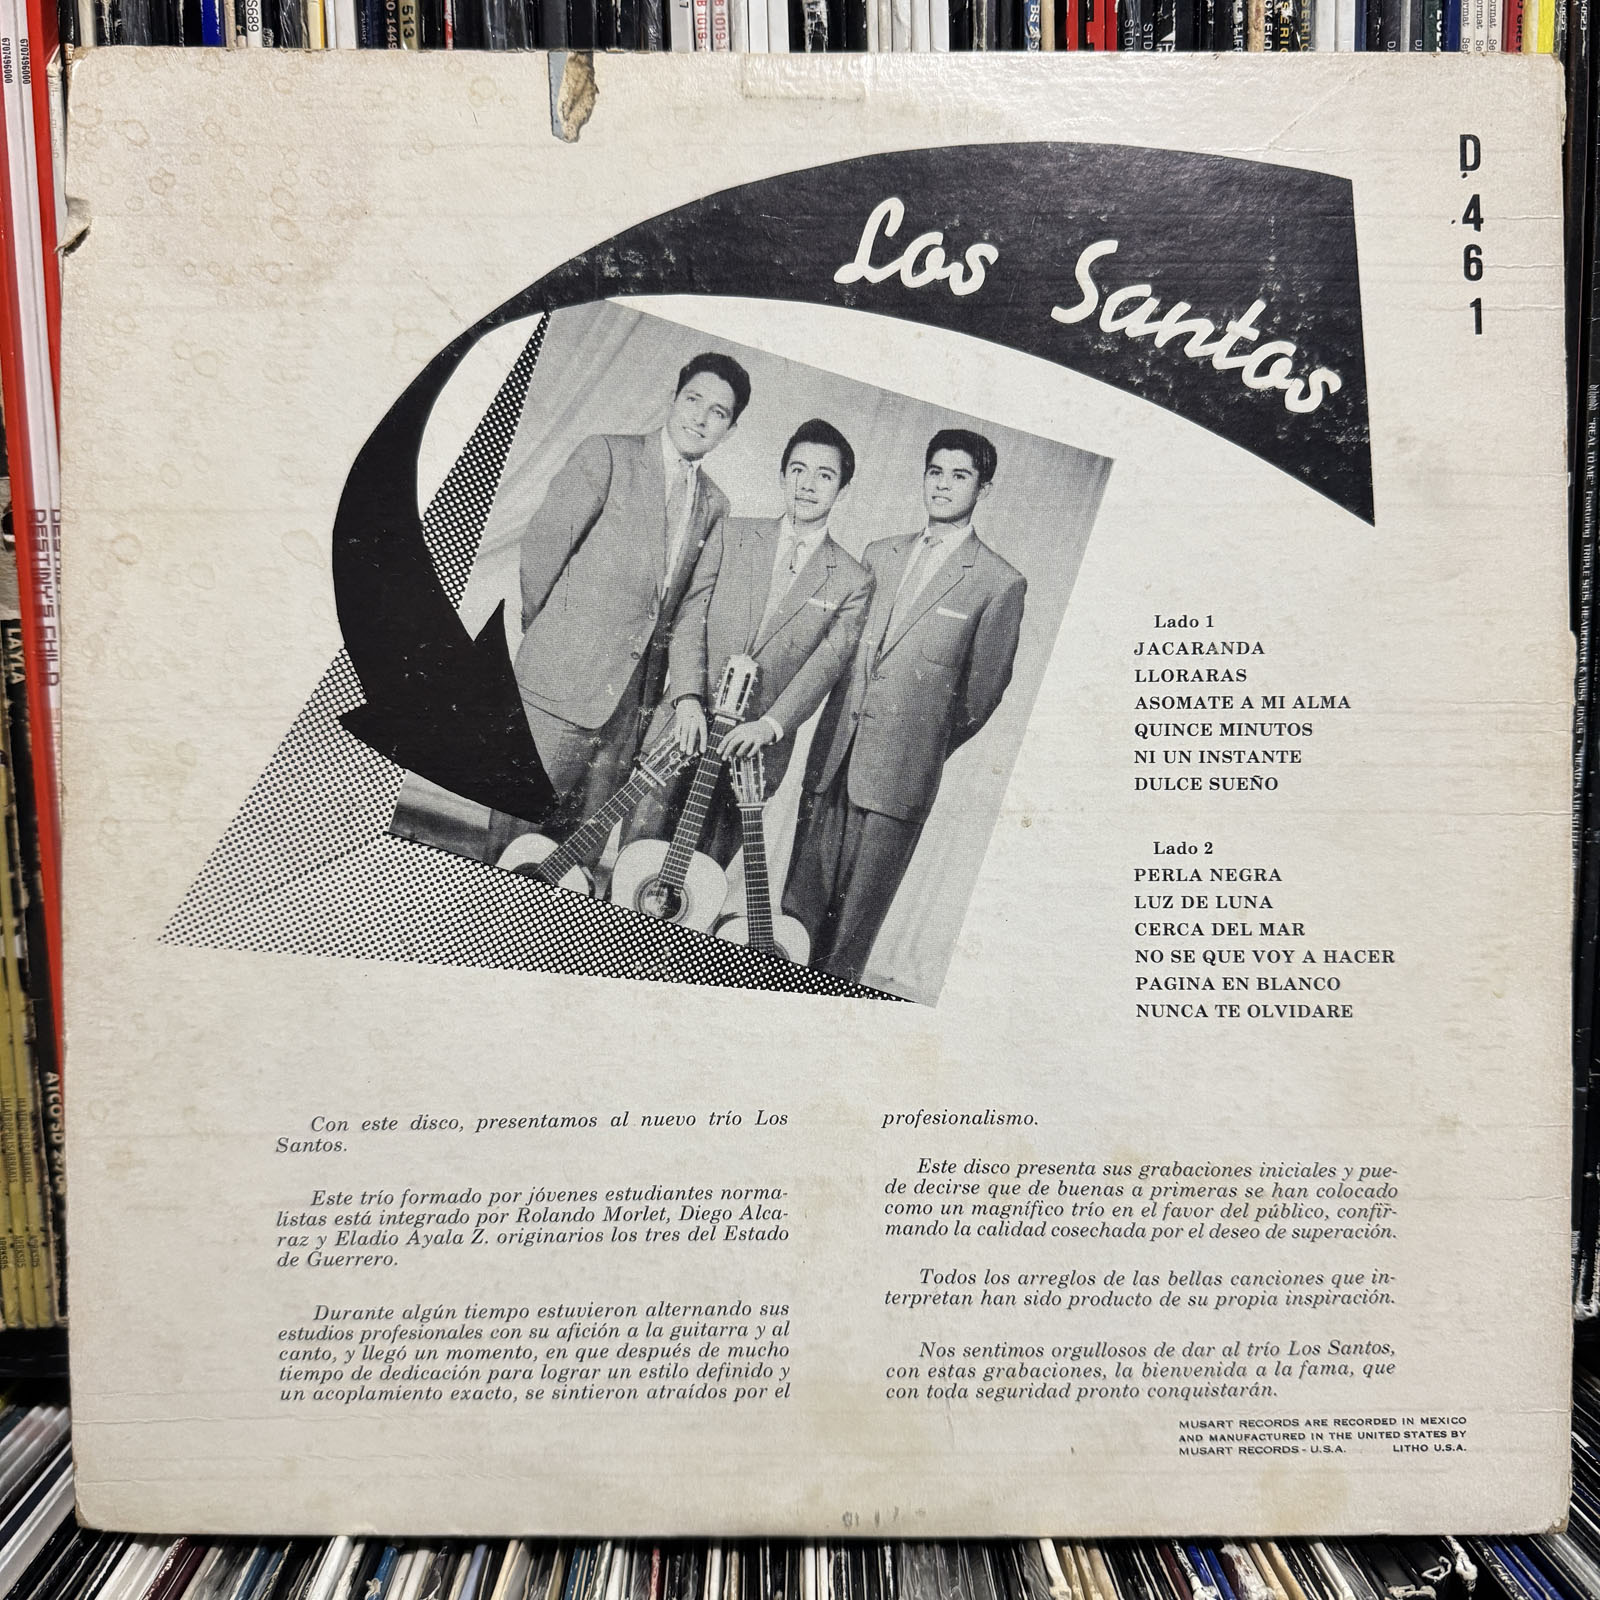 D
4
6
1
Los Santos
Lado 1
JACARANDA
LLORARAS
ASOMATE A MI ALMA
QUINCE MINUTOS
NI UN INSTANTE
DULCE SUEÑO
Lado 2
PERLA NEGRA
LUZ DE LUNA
CERCA DEL MAR
NO SE QUE VOY A HACER
PAGINA EN BLANCO
NUNCA TE OLVIDARE
Con este disco, presentamos al nuevo trío Los
Santos.
Este trío formado por jóvenes estudiantes norma-
listas está integrado por Rolando Morlet, Diego Alca-
raz y Eladio Ayala Z. originarios los tres del Estado
de Guerrero.
Durante algún tiempo estuvieron alternando sus
estudios profesionales con su afición a la guitarra y al
canto, y llegó un momento, en que después de mucho
tiempo de dedicación para lograr un estilo definido y
un acoplamiento exacto, se sintieron atraídos por el
profesionalismo.
Este disco presenta sus grabaciones iniciales y pue-
de decirse que de buenas a primeras se han colocado
como un magnífico trío en el favor del público, confir-
mando la calidad cosechada por el deseo de superación.
Todos los arreglos de las bellas canciones que in-
terpretan han sido producto de su propia inspiración.
Nos sentimos orgullosos de dar al trío Los Santos,
con estas grabaciones, la bienvenida a la fama, que
con toda seguridad pronto conquistarán.
MUSART RECORDS ARE RECORDED IN MEXICO
AND MANUFACTURED IN THE UNITED STATES BY
MUSART RECORDS - U.S.A. LITHO U.S.A.
DESTINY'S CHILD
LAYLA